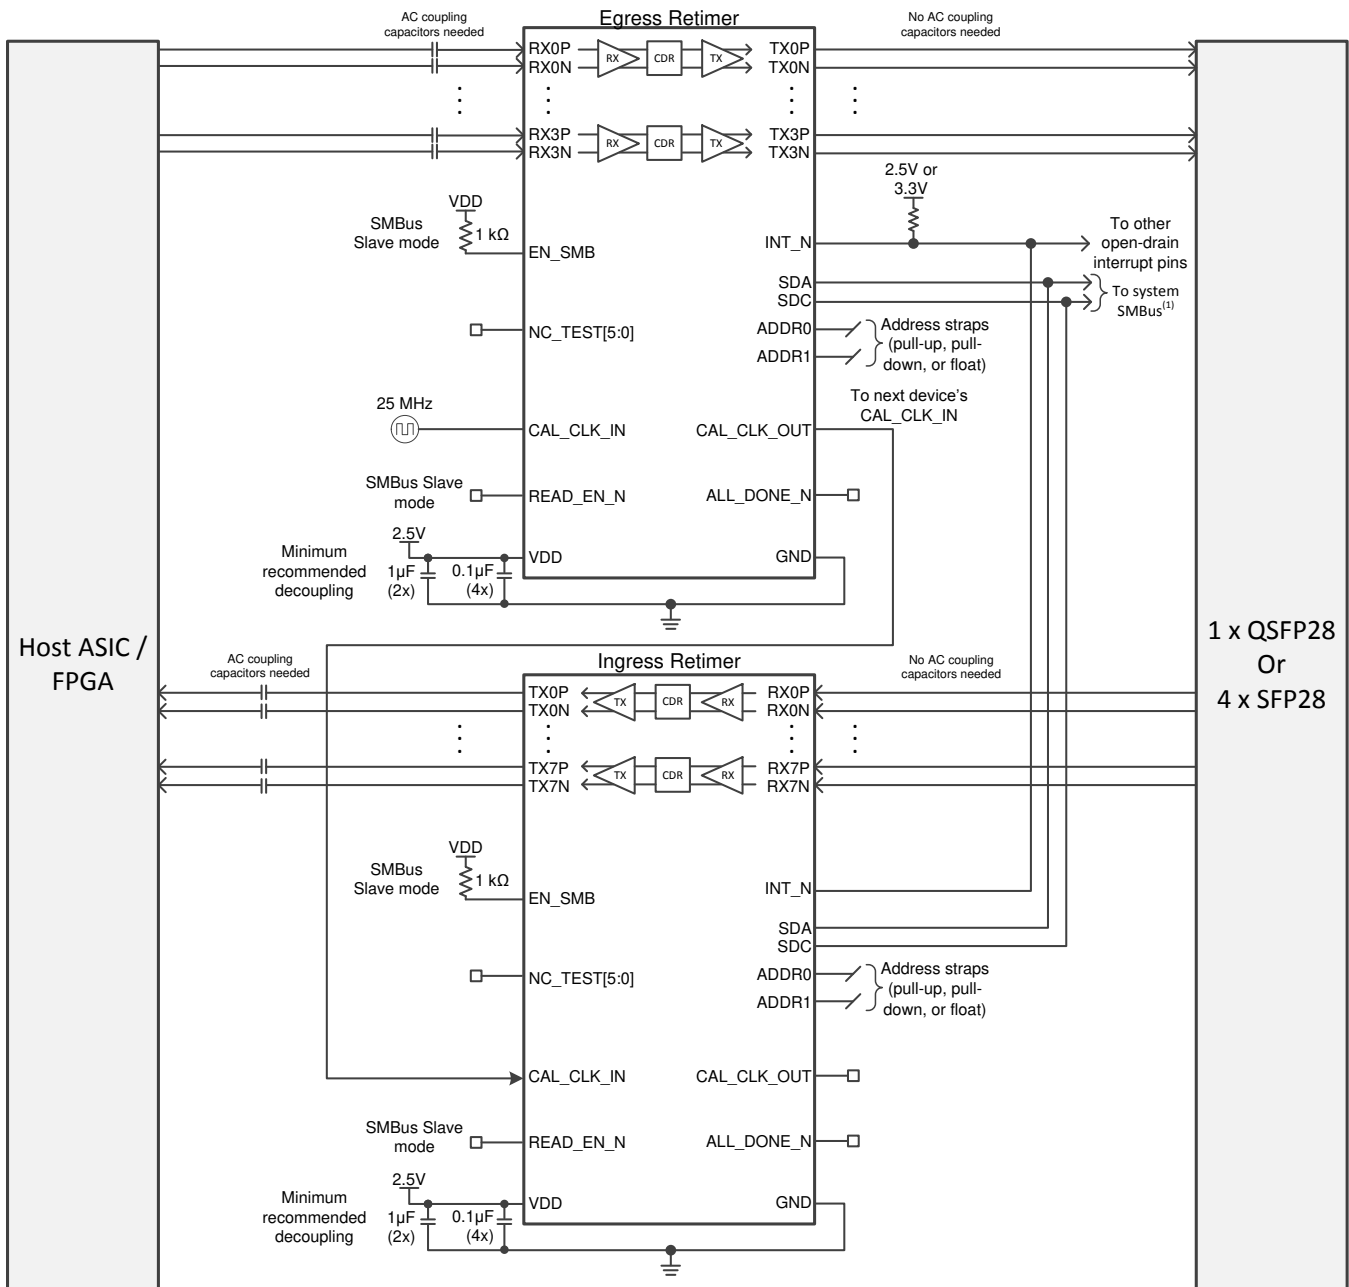 AC coupling
capacitors needed
Egress Retimer
No AC coupling
capacitors needed
RX0P
RX0N
RX
CDR
TX
TX0P
TX0N
RX3P
RX3N
RX
CDR
TX
TX3P
TX3N
2.5V or
3.3V
VDD
1 kΩ
SMBus
Slave mode
EN_SMB
INT_N
To other
open-drain
interrupt pins
SDA
SDC
To system
SMBus(1)
NC_TEST[5:0]
ADDR0
ADDR1
Address straps
(pull-up, pull-
down, or float)
To next device's
CAL_CLK_IN
25 MHz
CAL_CLK_IN
CAL_CLK_OUT
SMBus Slave
mode
READ_EN_N
ALL_DONE_N
2.5V
Minimum
recommended
decoupling
1µF
(2x)
0.1µF
(4x)
VDD
GND
Host ASIC /
FPGA
1 x QSFP28
Or
4 x SFP28
AC coupling
capacitors needed
Ingress Retimer
No AC coupling
capacitors needed
TX0P
TX0N
TX
CDR
RX
RX0P
RX0N
TX7P
TX7N
TX
CDR
RX
RX7P
RX7N
VDD
1 kΩ
SMBus
Slave mode
EN_SMB
INT_N
SDA
SDC
NC_TEST[5:0]
ADDR0
ADDR1
Address straps
(pull-up, pull-
down, or float)
CAL_CLK_IN
CAL_CLK_OUT
SMBus Slave
mode
READ_EN_N
ALL_DONE_N
2.5V
Minimum
recommended
decoupling
1µF
(2x)
0.1µF
(4x)
VDD
GND